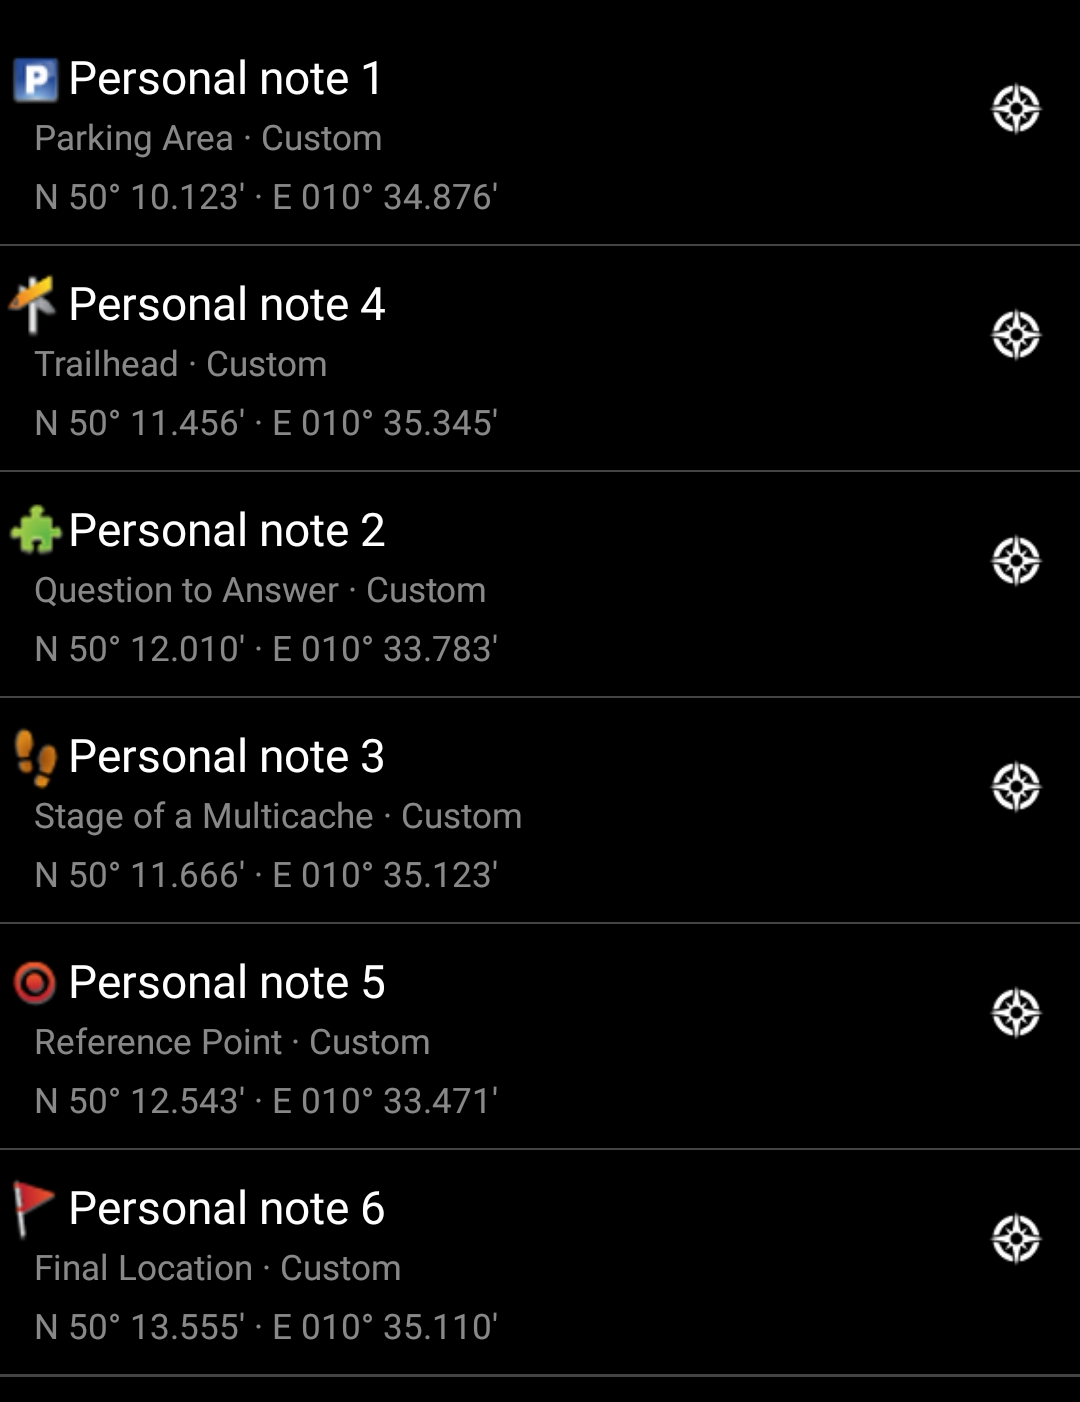 P
Personal note 1
Parking Area · Custom
N 50° 10.123' · E 010° 34.876'
Personal note 4
Trailhead · Custom
N 50° 11.456' · E 010° 35.345'
Personal note 2
Question to Answer · Custom
N 50° 12.010' · E 010° 33.783'
Personal note 3
Stage of a Multicache · Custom
N 50° 11.666' · E 010° 35.123'
Personal note 5
Reference Point · Custom
N 50° 12.543' · E 010° 33.471'
Personal note 6
Final Location · Custom
N 50° 13.555' · E 010° 35.110'